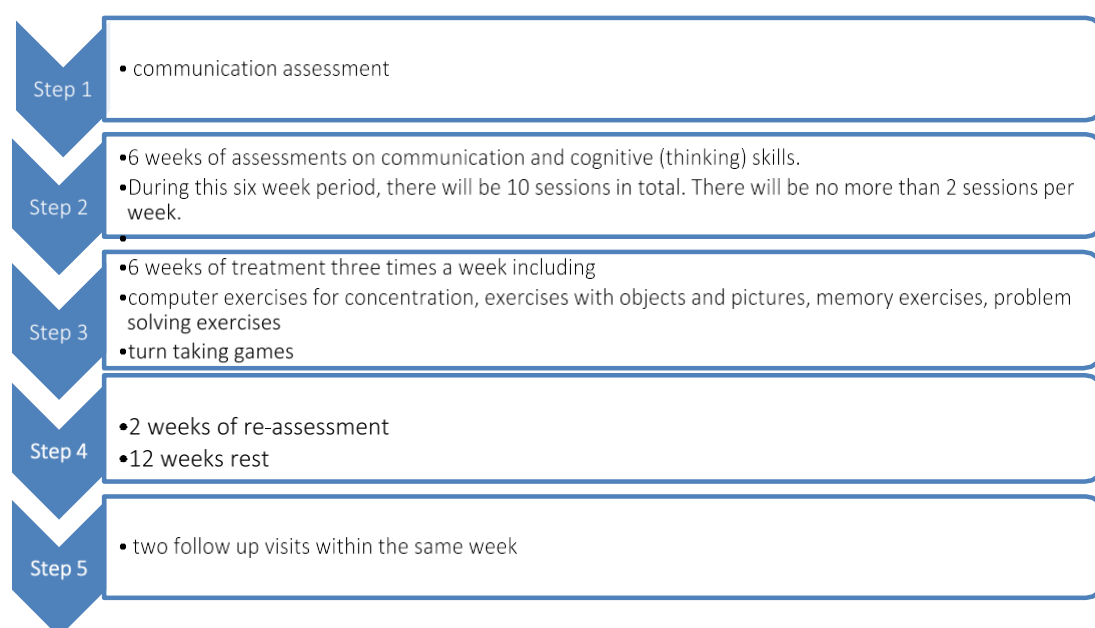 Step 1
• communication assessment
Step 2
•6 weeks of assessments on communication and cognitive (thinking) skills.
•During this six week period, there will be 10 sessions in total. There will be no more than 2 sessions per
week.
•
Step 3
•6 weeks of treatment three times a week including
•computer exercises for concentration, exercises with objects and pictures, memory exercises, problem
solving exercises
•turn taking games
Step 4
•2 weeks of re-assessment
•12 weeks rest
Step 5
• two follow up visits within the same week